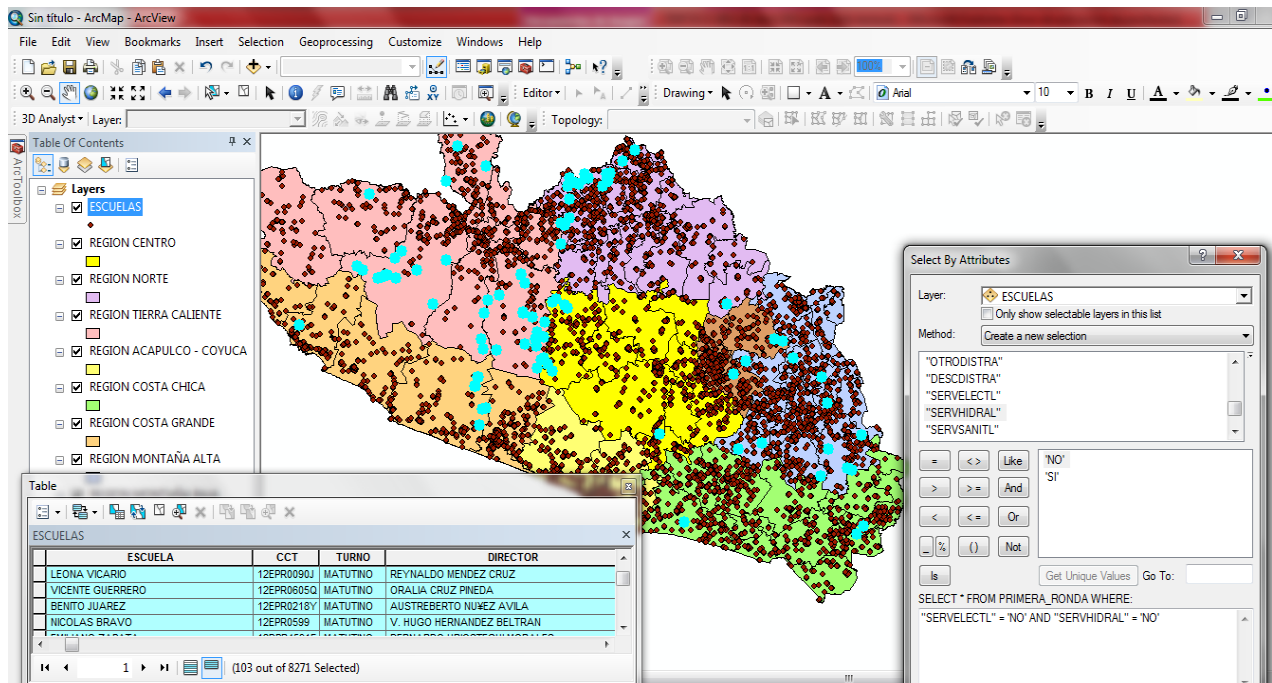 Sin título - ArcMap - ArcView
File Edit View Bookmarks Insert Selection Geoprocessing Customize Windows Help
100%
Editor Drawing Arial 10 B I U A
3D Analyst Layer: Topology:
Table Of Contents
ArcToolbox
Layers
ESCUELAS
REGION CENTRO
REGION NORTE
REGION TIERRA CALIENTE
REGION ACAPULCO - COYUCA
REGION COSTA CHICA
REGION COSTA GRANDE
REGION MONTAÑA ALTA
Table
ESCUELAS
ESCUELA CCT TURNO DIRECTOR
LEONA VICARIO 12EPR0090J MATUTINO REYNALDO MENDEZ CRUZ
VICENTE GUERRERO 12EPR0605Q MATUTINO ORALIA CRUZ PINEDA
BENITO JUAREZ 12EPR0218Y MATUTINO AUSTREBERTO NU¥EZ AVILA
NICOLAS BRAVO 12EPR0599 MATUTINO V. HUGO HERNANDEZ BELTRAN
1 (103 out of 8271 Selected)
Select By Attributes
Layer: ESCUELAS
Only show selectable layers in this list
Method: Create a new selection
"OTRODISTRA"
"DESCDISTRA"
"SERVELECTL"
"SERVHIDRAL"
"SERVSANITL"
= < > Like
> > = And
< < = Or
_ % ( ) Not
Is
'NO'
'SI'
Get Unique Values Go To:
SELECT * FROM PRIMERA_RONDA WHERE:
"SERVELECTL" = 'NO' AND "SERVHIDRAL" = 'NO'